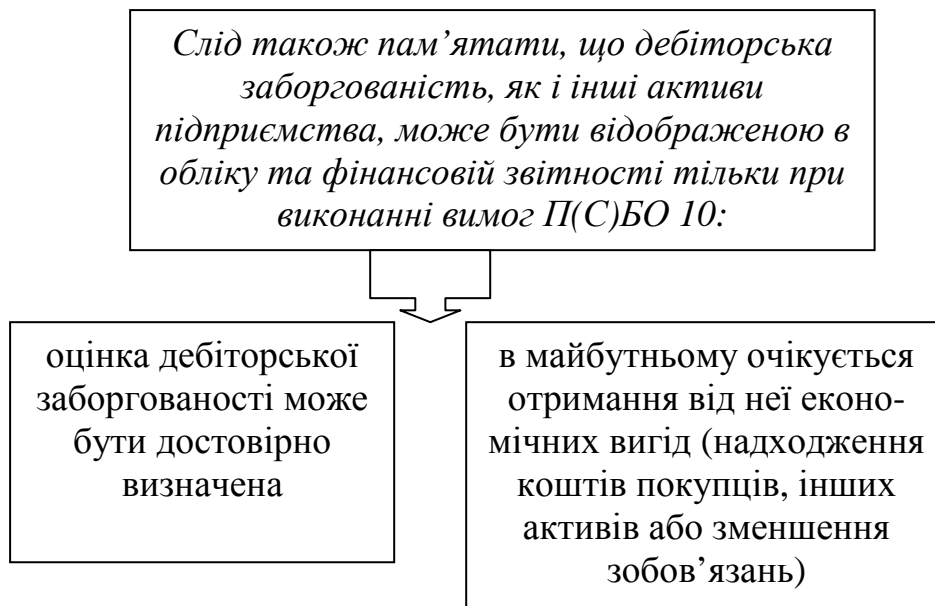 Слід також пам’ятати, що дебіторська
заборгованість, як і інші активи
підприємства, може бути відображеною в
обліку та фінансовій звітності тільки при
виконанні вимог П(С)БО 10:
оцінка дебіторської
заборгованості може
бути достовірно
визначена
в майбутньому очікується
отримання від неї еконо-
мічних вигід (надходження
коштів покупців, інших
активів або зменшення
зобов’язань)